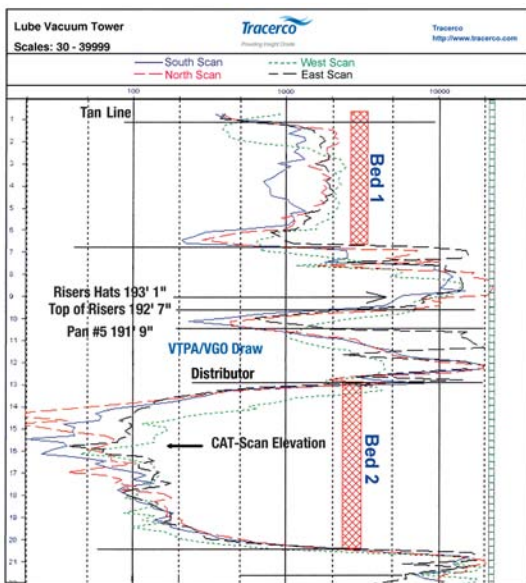 Lube Vacuum Tower
Scales: 30 - 39999
Tracerco
Providing Insight Onsite
Tracerco
http://www.tracerco.com
South Scan
North Scan
West Scan
East Scan
100
1000
10000
Tan Line
1
2
3
4
5
6
7
8
9
10
11
12
13
14
15
16
17
18
19
20
21
Bed 1
Risers Hats 193' 1"
Top of Risers 192' 7"
Pan #5 191' 9"
VTPA/VGO Draw
Distributor
CAT-Scan Elevation
Bed 2